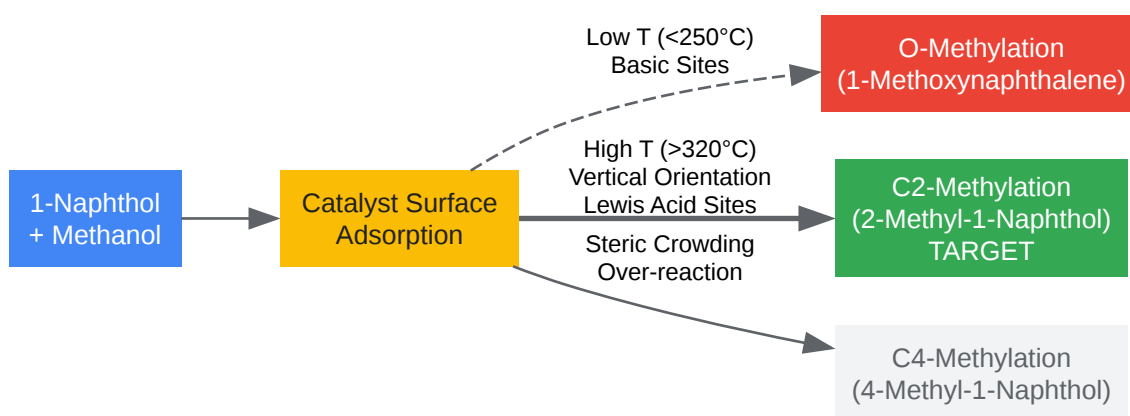 1-Naphthol
+ Methanol
Catalyst Surface
Adsorption
Low T (<250°C)
Basic Sites
O-Methylation
(1-Methoxynaphthalene)
High T (>320°C)
Vertical Orientation
Lewis Acid Sites
C2-Methylation
(2-Methyl-1-Naphthol)
TARGET
Steric Crowding
Over-reaction
C4-Methylation
(4-Methyl-1-Naphthol)